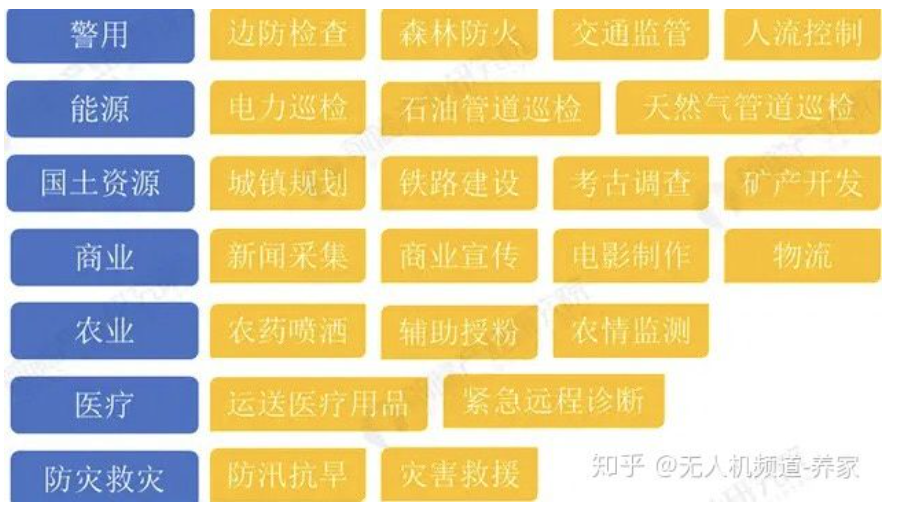 警用 边防检查 森林防火 交通监管 人流控制
能源 电力巡检 石油管道巡检 天然气管道巡检
国土资源 城镇规划 铁路建设 考古调查 矿产开发
商业 新闻采集 商业宣传 电影制作 物流
农业 农药喷洒 辅助授粉 农情监测
医疗 运送医疗用品 紧急远程诊断
防灾救灾 防汛抗旱 灾害救援
知乎 @无人机频道-养家